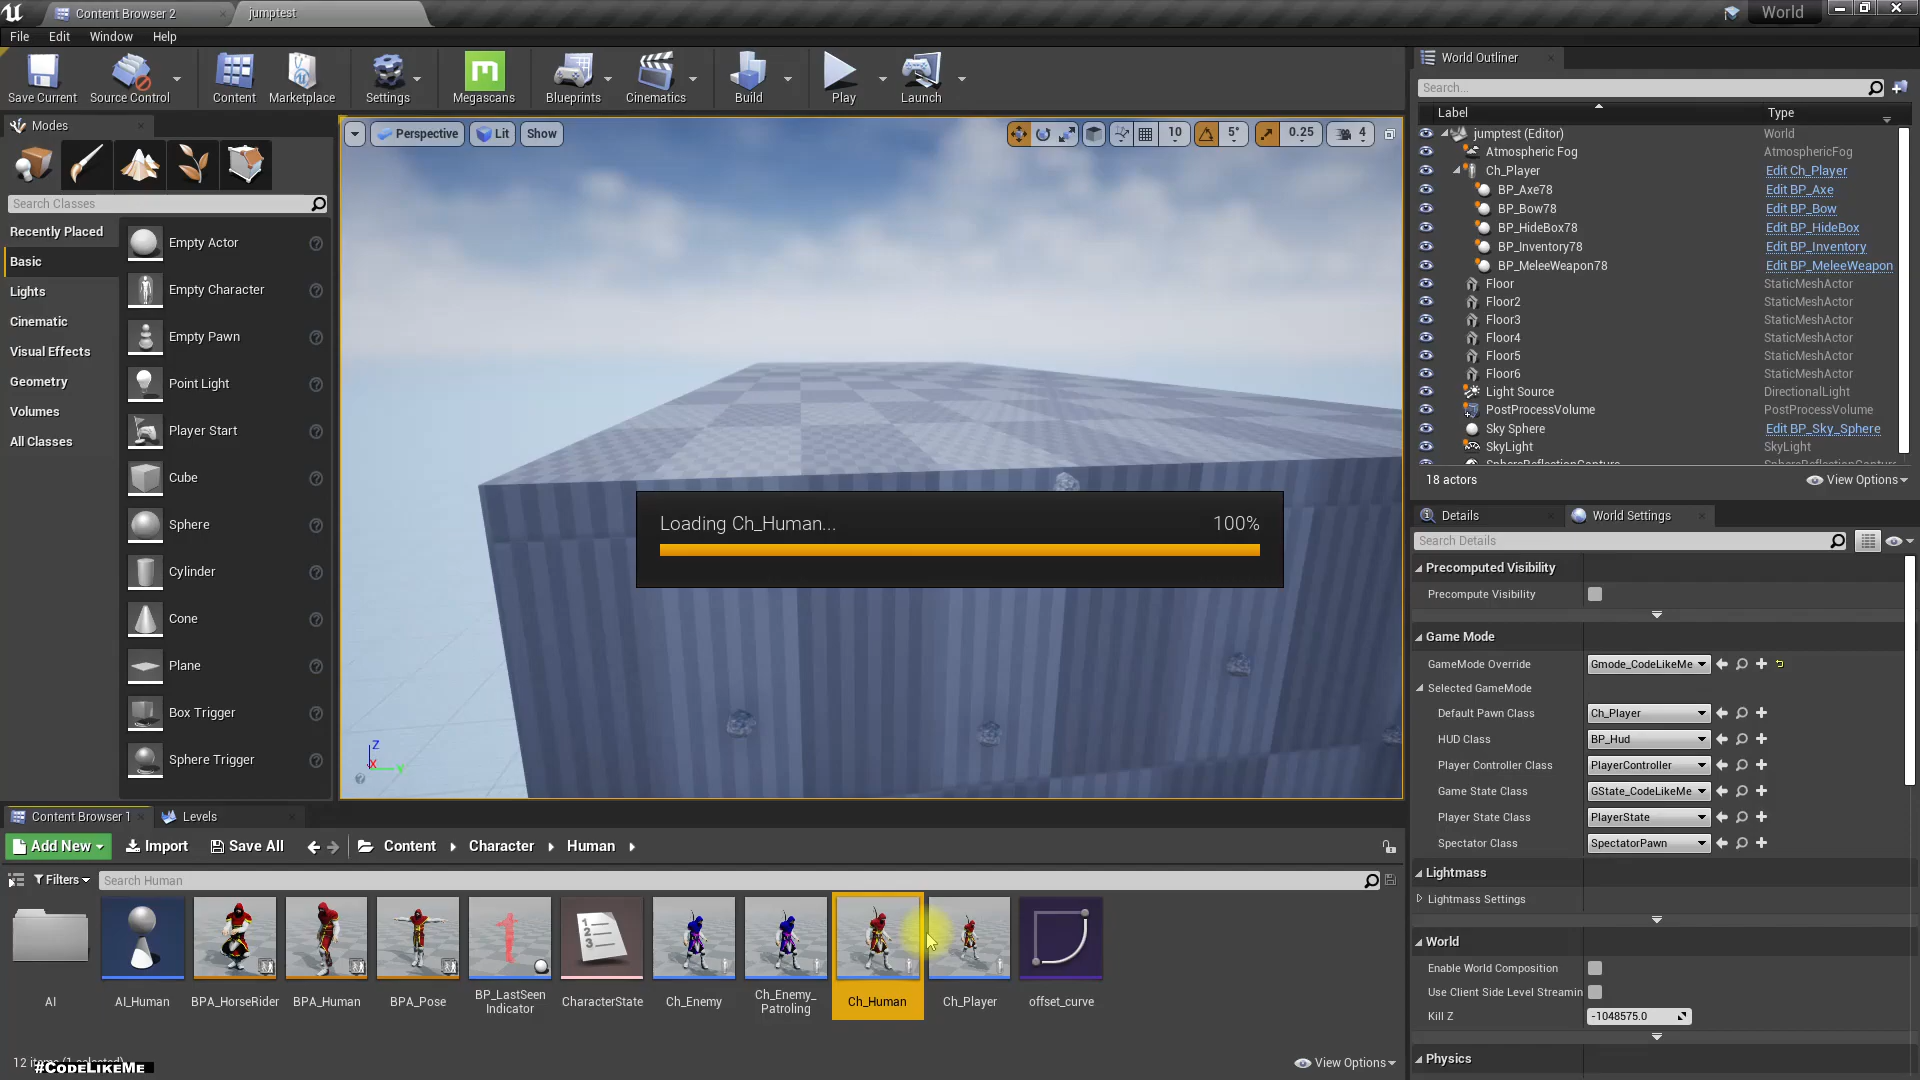 Content Browser 2
jumptest
World
File Edit Window Help
Save Current
Source Control
Content
Marketplace
Settings
Megascans
Blueprints
Cinematics
Build
Play
Launch
Modes
Search Classes
Recently Placed
Basic
Lights
Cinematic
Visual Effects
Geometry
Volumes
All Classes
Empty Actor
Empty Character
Empty Pawn
Point Light
Player Start
Cube
Sphere
Cylinder
Cone
Plane
Box Trigger
Sphere Trigger
Perspective Lit Show
10 5° 0.25 4
Loading Ch_Human... 100%
Z
X
Y
World Outliner
Search...
Label Type
jumptest (Editor) World
Atmospheric Fog AtmosphericFog
Ch_Player Edit Ch_Player
BP_Axe78 Edit BP_Axe
BP_Bow78 Edit BP_Bow
BP_HideBox78 Edit BP_HideBox
BP_Inventory78 Edit BP_Inventory
BP_MeleeWeapon78 Edit BP_MeleeWeapon
Floor StaticMeshActor
Floor2 StaticMeshActor
Floor3 StaticMeshActor
Floor4 StaticMeshActor
Floor5 StaticMeshActor
Floor6 StaticMeshActor
Light Source DirectionalLight
PostProcessVolume PostProcessVolume
Sky Sphere Edit BP_Sky_Sphere
SkyLight SkyLight
18 actors View Options
Details World Settings
Search Details
Precomputed Visibility
Precompute Visibility
Game Mode
GameMode Override Gmode_CodeLikeMe
Selected GameMode
Default Pawn Class Ch_Player
HUD Class BP_Hud
Player Controller Class PlayerController
Game State Class GState_CodeLikeMe
Player State Class PlayerState
Spectator Class SpectatorPawn
Lightmass
Lightmass Settings
World
Enable World Composition
Use Client Side Level Streamin
Kill Z -1048575.0
Physics
Content Browser 1 Levels
Add New Import Save All Content Character Human
Filters Search Human
AI
AI_Human
BPA_HorseRider
BPA_Human
BPA_Pose
BP_LastSeen
Indicator
CharacterState
Ch_Enemy
Ch_Enemy_
Patroling
Ch_Human
Ch_Player
offset_curve
12 items (1 selected) View Options
#CodeLikeMe